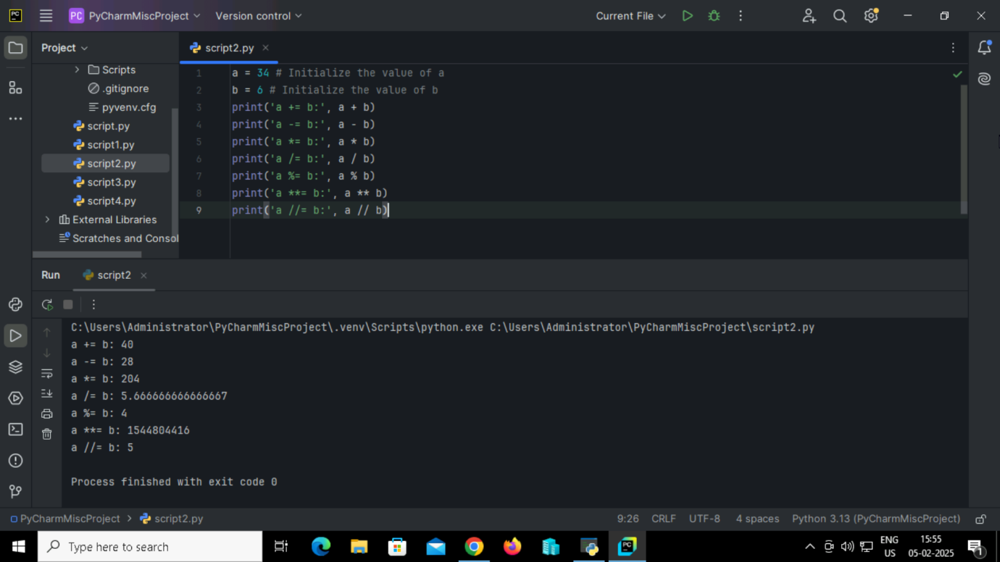 PC PC PyCharmMiscProject Version control Current File
Project script2.py
Scripts
.gitignore
pyvenv.cfg
script.py
script1.py
script2.py
script3.py
script4.py
External Libraries
Scratches and Consol
1 a = 34 # Initialize the value of a
2 b = 6 # Initialize the value of b
3 print('a += b:', a + b)
4 print('a -= b:', a - b)
5 print('a *= b:', a * b)
6 print('a /= b:', a / b)
7 print('a %= b:', a % b)
8 print('a **= b:', a ** b)
9 print('a //= b:', a // b)
Run script2
C:\Users\Administrator\PyCharmMiscProject\.venv\Scripts\python.exe C:\Users\Administrator\PyCharmMiscProject\script2.py
a += b: 40
a -= b: 28
a *= b: 204
a /= b: 5.666666666666667
a %= b: 4
a **= b: 1544804416
a //= b: 5
Process finished with exit code 0
PyCharmMiscProject > script2.py 9:26 CRLF UTF-8 4 spaces Python 3.13 (PyCharmMiscProject)
Type here to search PC ENG 15:55 1
US 05-02-2025